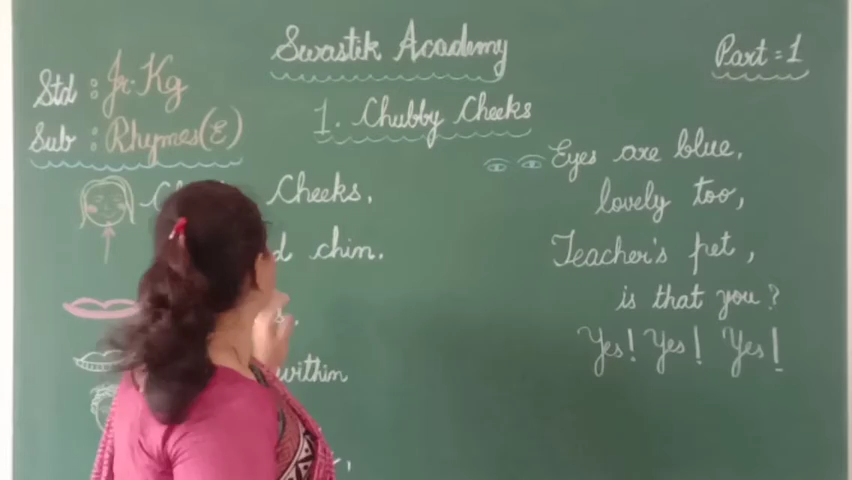 Swastik Academy
Part = 1
Std : Jr. Kg
Sub : Rhymes (E)
1. Chubby Cheeks
Cheeks,
chin.
within
Eyes are blue,
lovely too,
Teacher's pet,
is that you?
Yes! Yes! Yes!